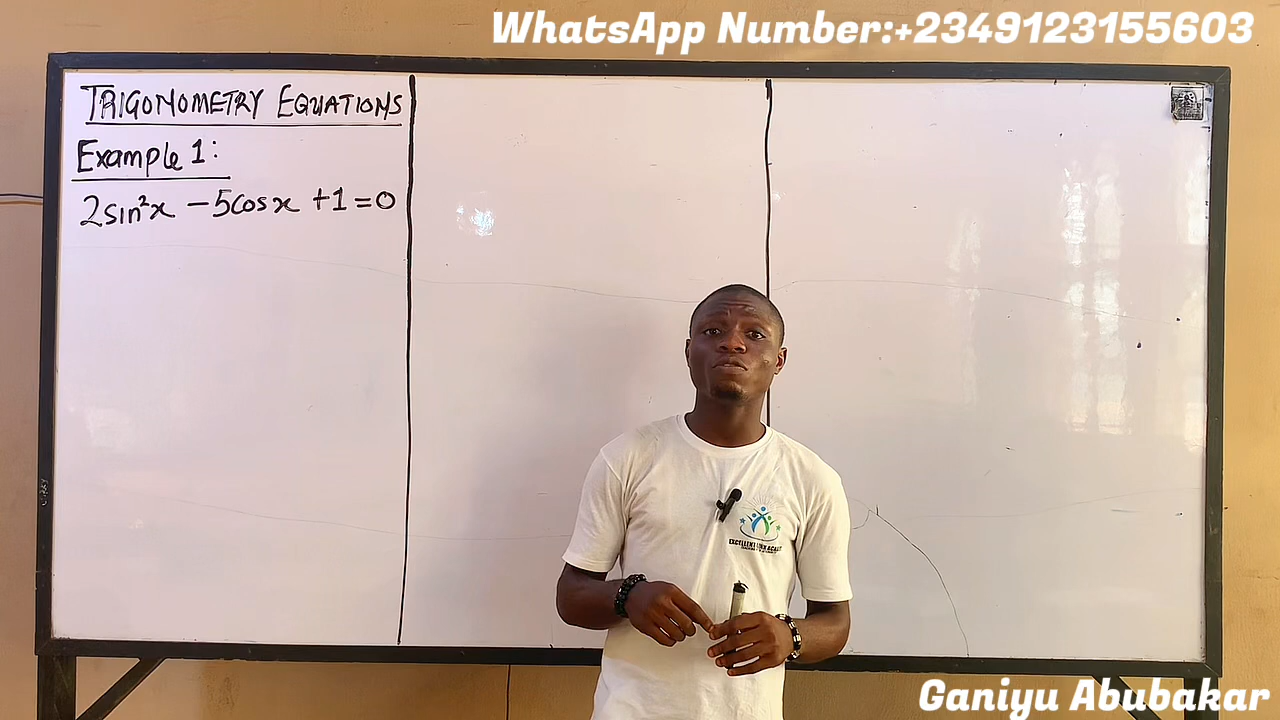 WhatsApp Number:+2349123155603
TRIGONOMETRY EQUATIONS
Example 1:
2sin²x - 5cosx + 1 = 0
Ganiyu Abubakar